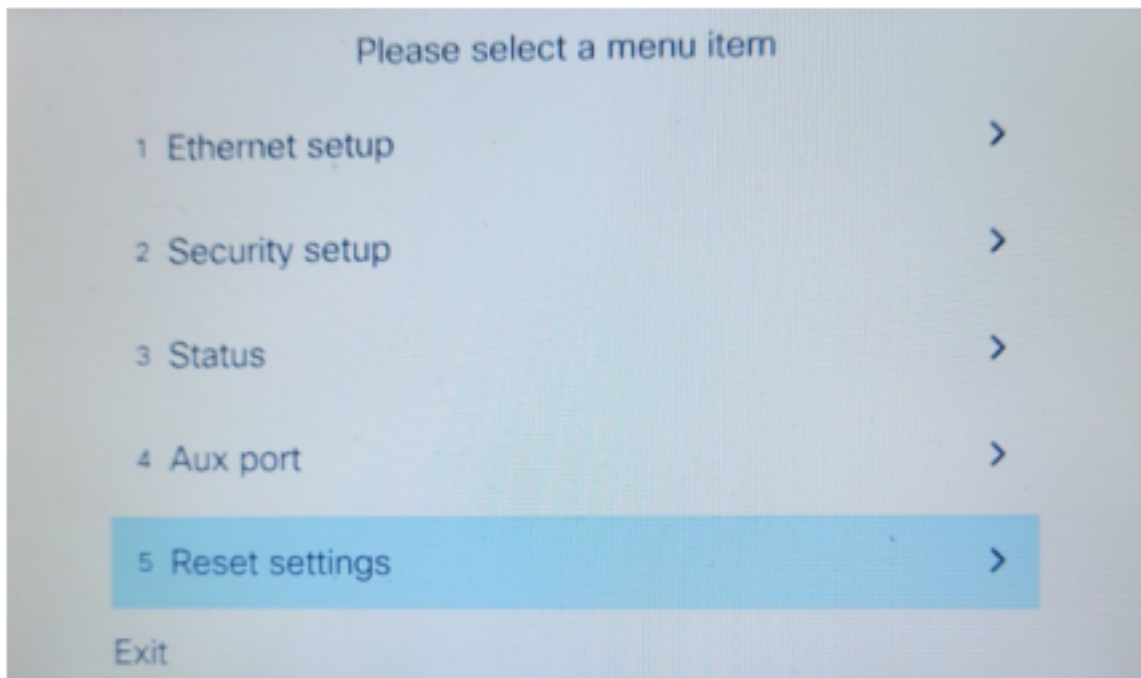 Please select a menu item
1 Ethernet setup
2 Security setup
3 Status
4 Aux port
5 Reset settings
Exit